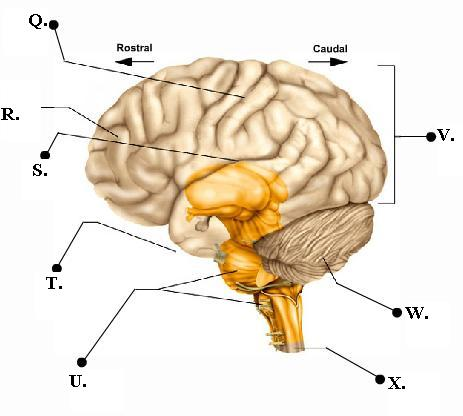 Q.
Rostral
Caudal
R.
V.
S.
T.
W.
U.
X.